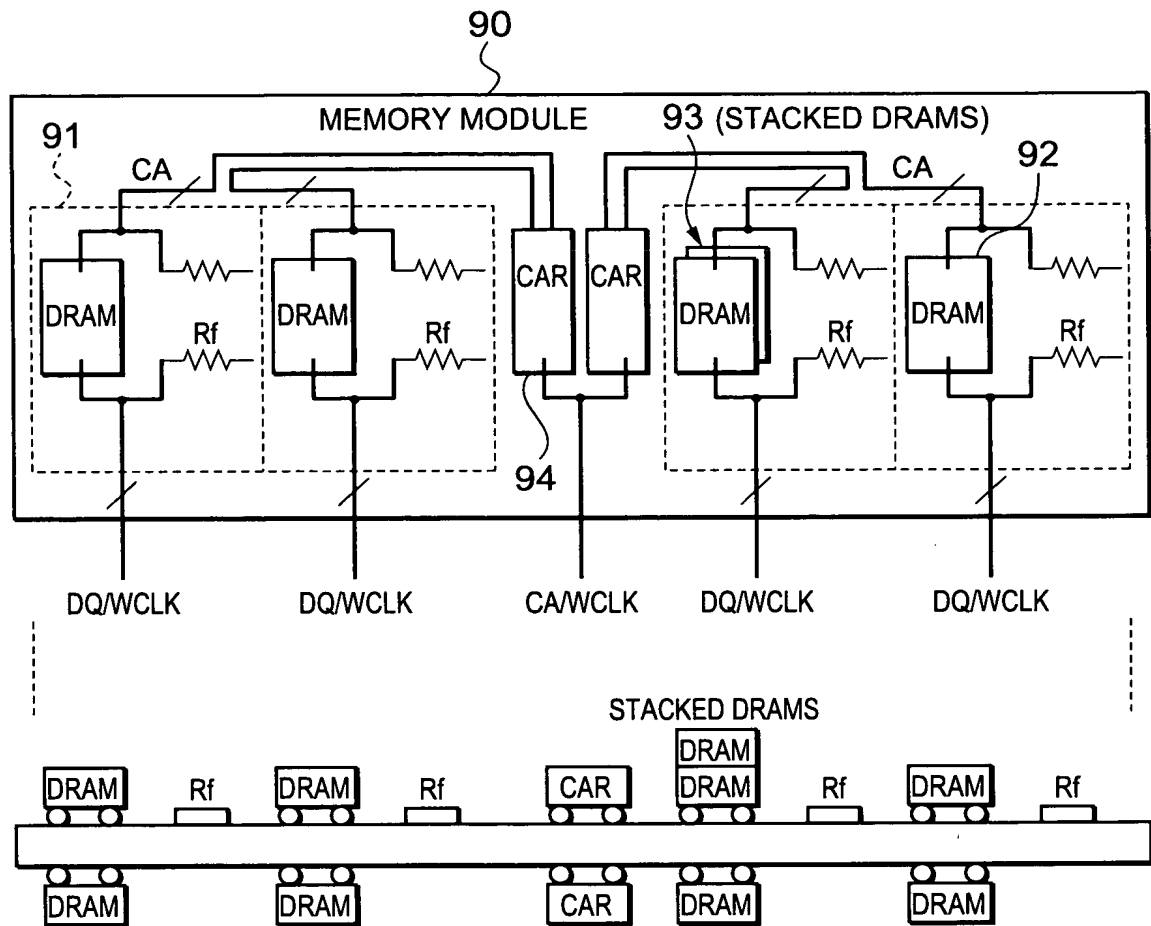 90
MEMORY MODULE
93 (STACKED DRAMS)
91
CA
CA
92
DRAM
Rf
DRAM
Rf
CAR
CAR
DRAM
Rf
DRAM
Rf
94
DQ/WCLK
DQ/WCLK
CA/WCLK
DQ/WCLK
DQ/WCLK
STACKED DRAMS
DRAM
DRAM
Rf
DRAM
Rf
CAR
DRAM
Rf
DRAM
Rf
DRAM
DRAM
CAR
DRAM
DRAM